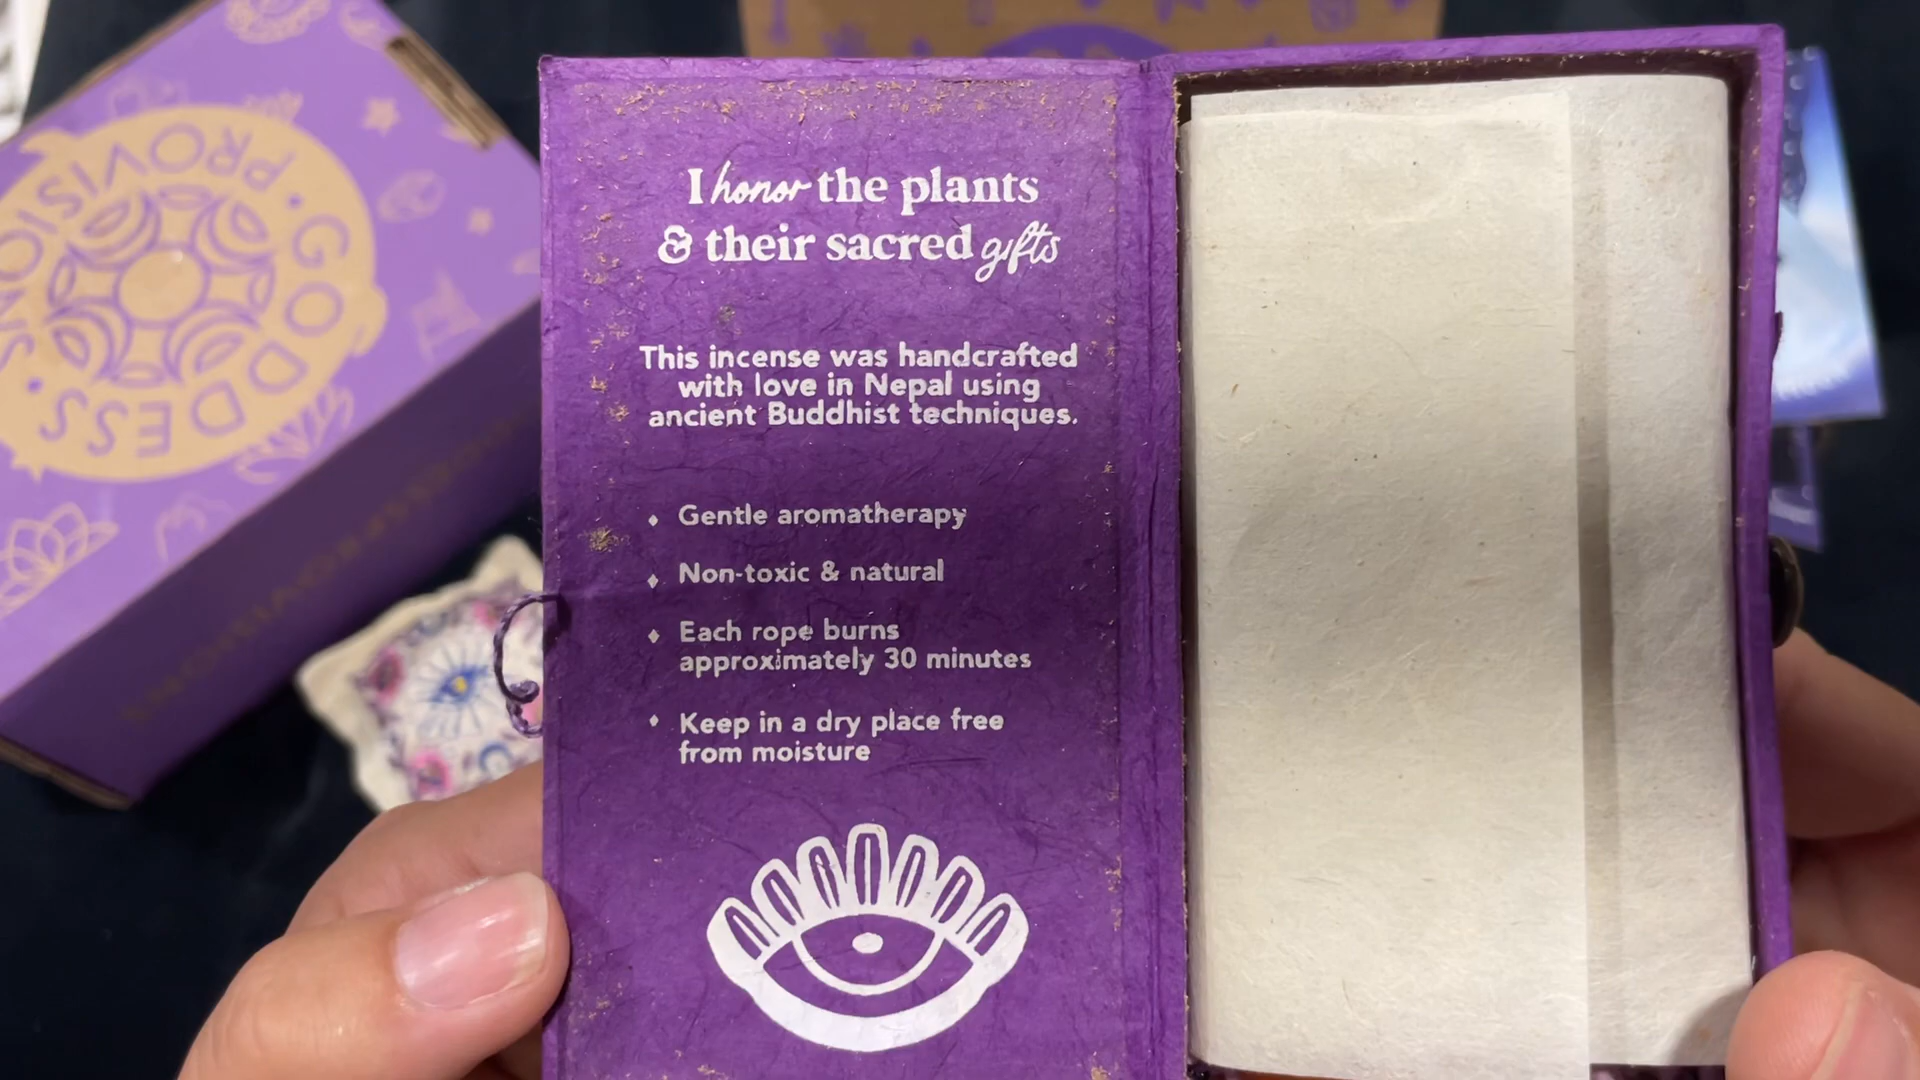 GODDESS PROVISIONS
I honor the plants
& their sacred gifts
This incense was handcrafted
with love in Nepal using
ancient Buddhist techniques.
Gentle aromatherapy
Non-toxic & natural
Each rope burns
approximately 30 minutes
Keep in a dry place free
from moisture